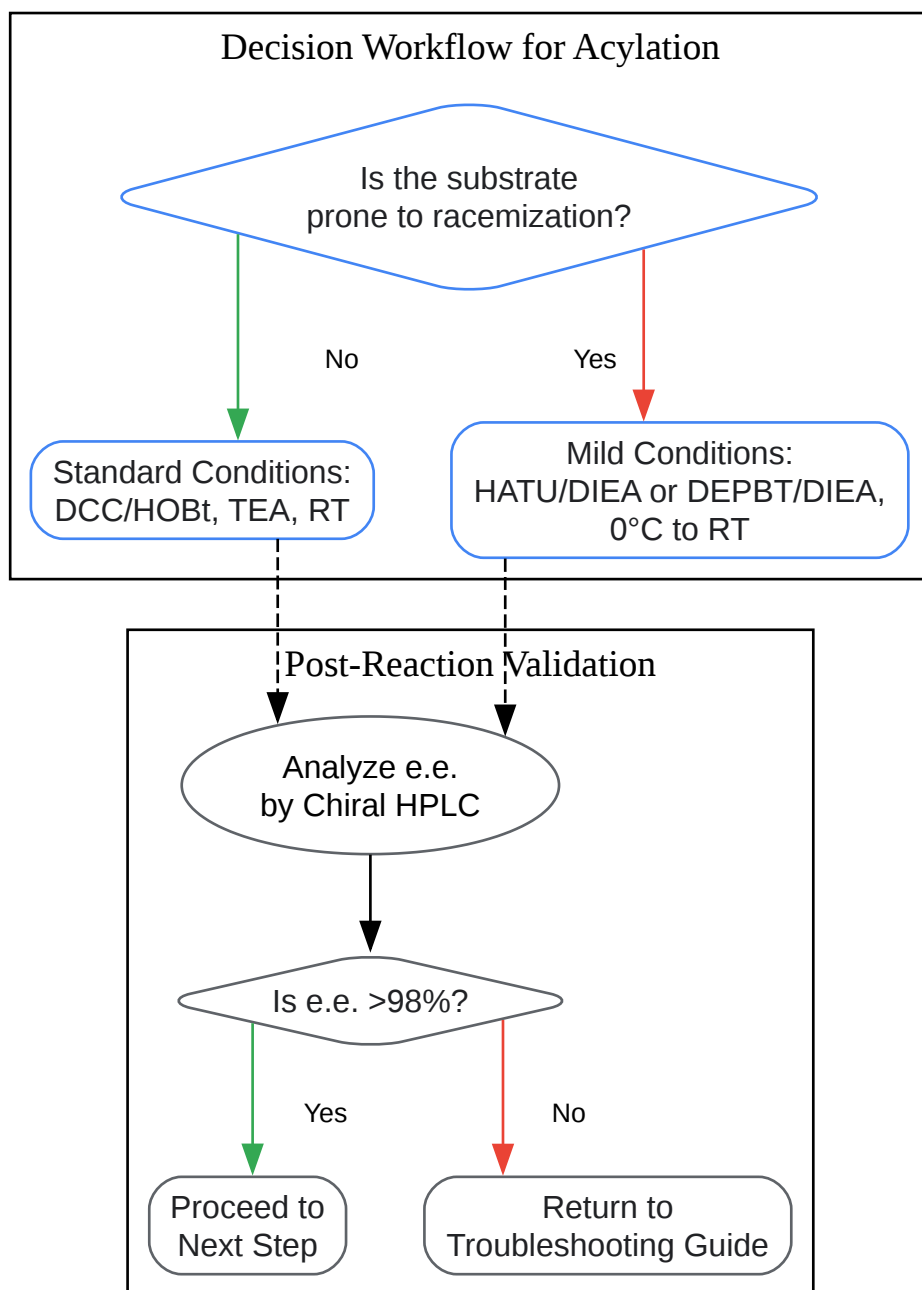 Decision Workflow for Acylation
Is the substrate
prone to racemization?
No
Yes
Standard Conditions:
DCC/HOBt, TEA, RT
Mild Conditions:
HATU/DIEA or DEPBT/DIEA,
0°C to RT
Post-Reaction Validation
Analyze e.e.
by Chiral HPLC
Is e.e. >98%?
Yes
No
Proceed to
Next Step
Return to
Troubleshooting Guide